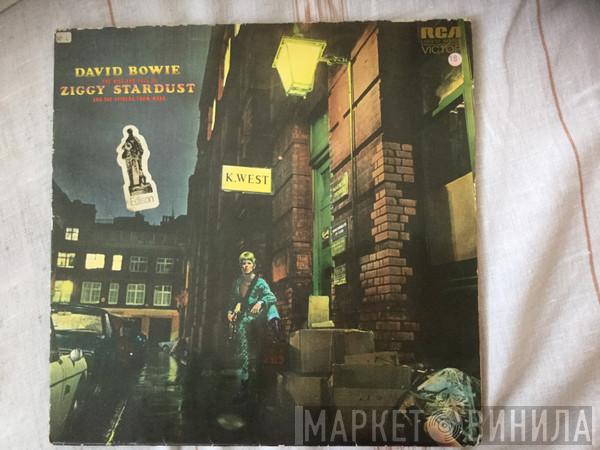 DAVID BOWIE
THE RISE AND FALL OF
ZIGGY STARDUST
AND THE SPIDERS FROM MARS
RCA
VICTOR
Edison
K.WEST
МАРКЕТ ВИНИЛА